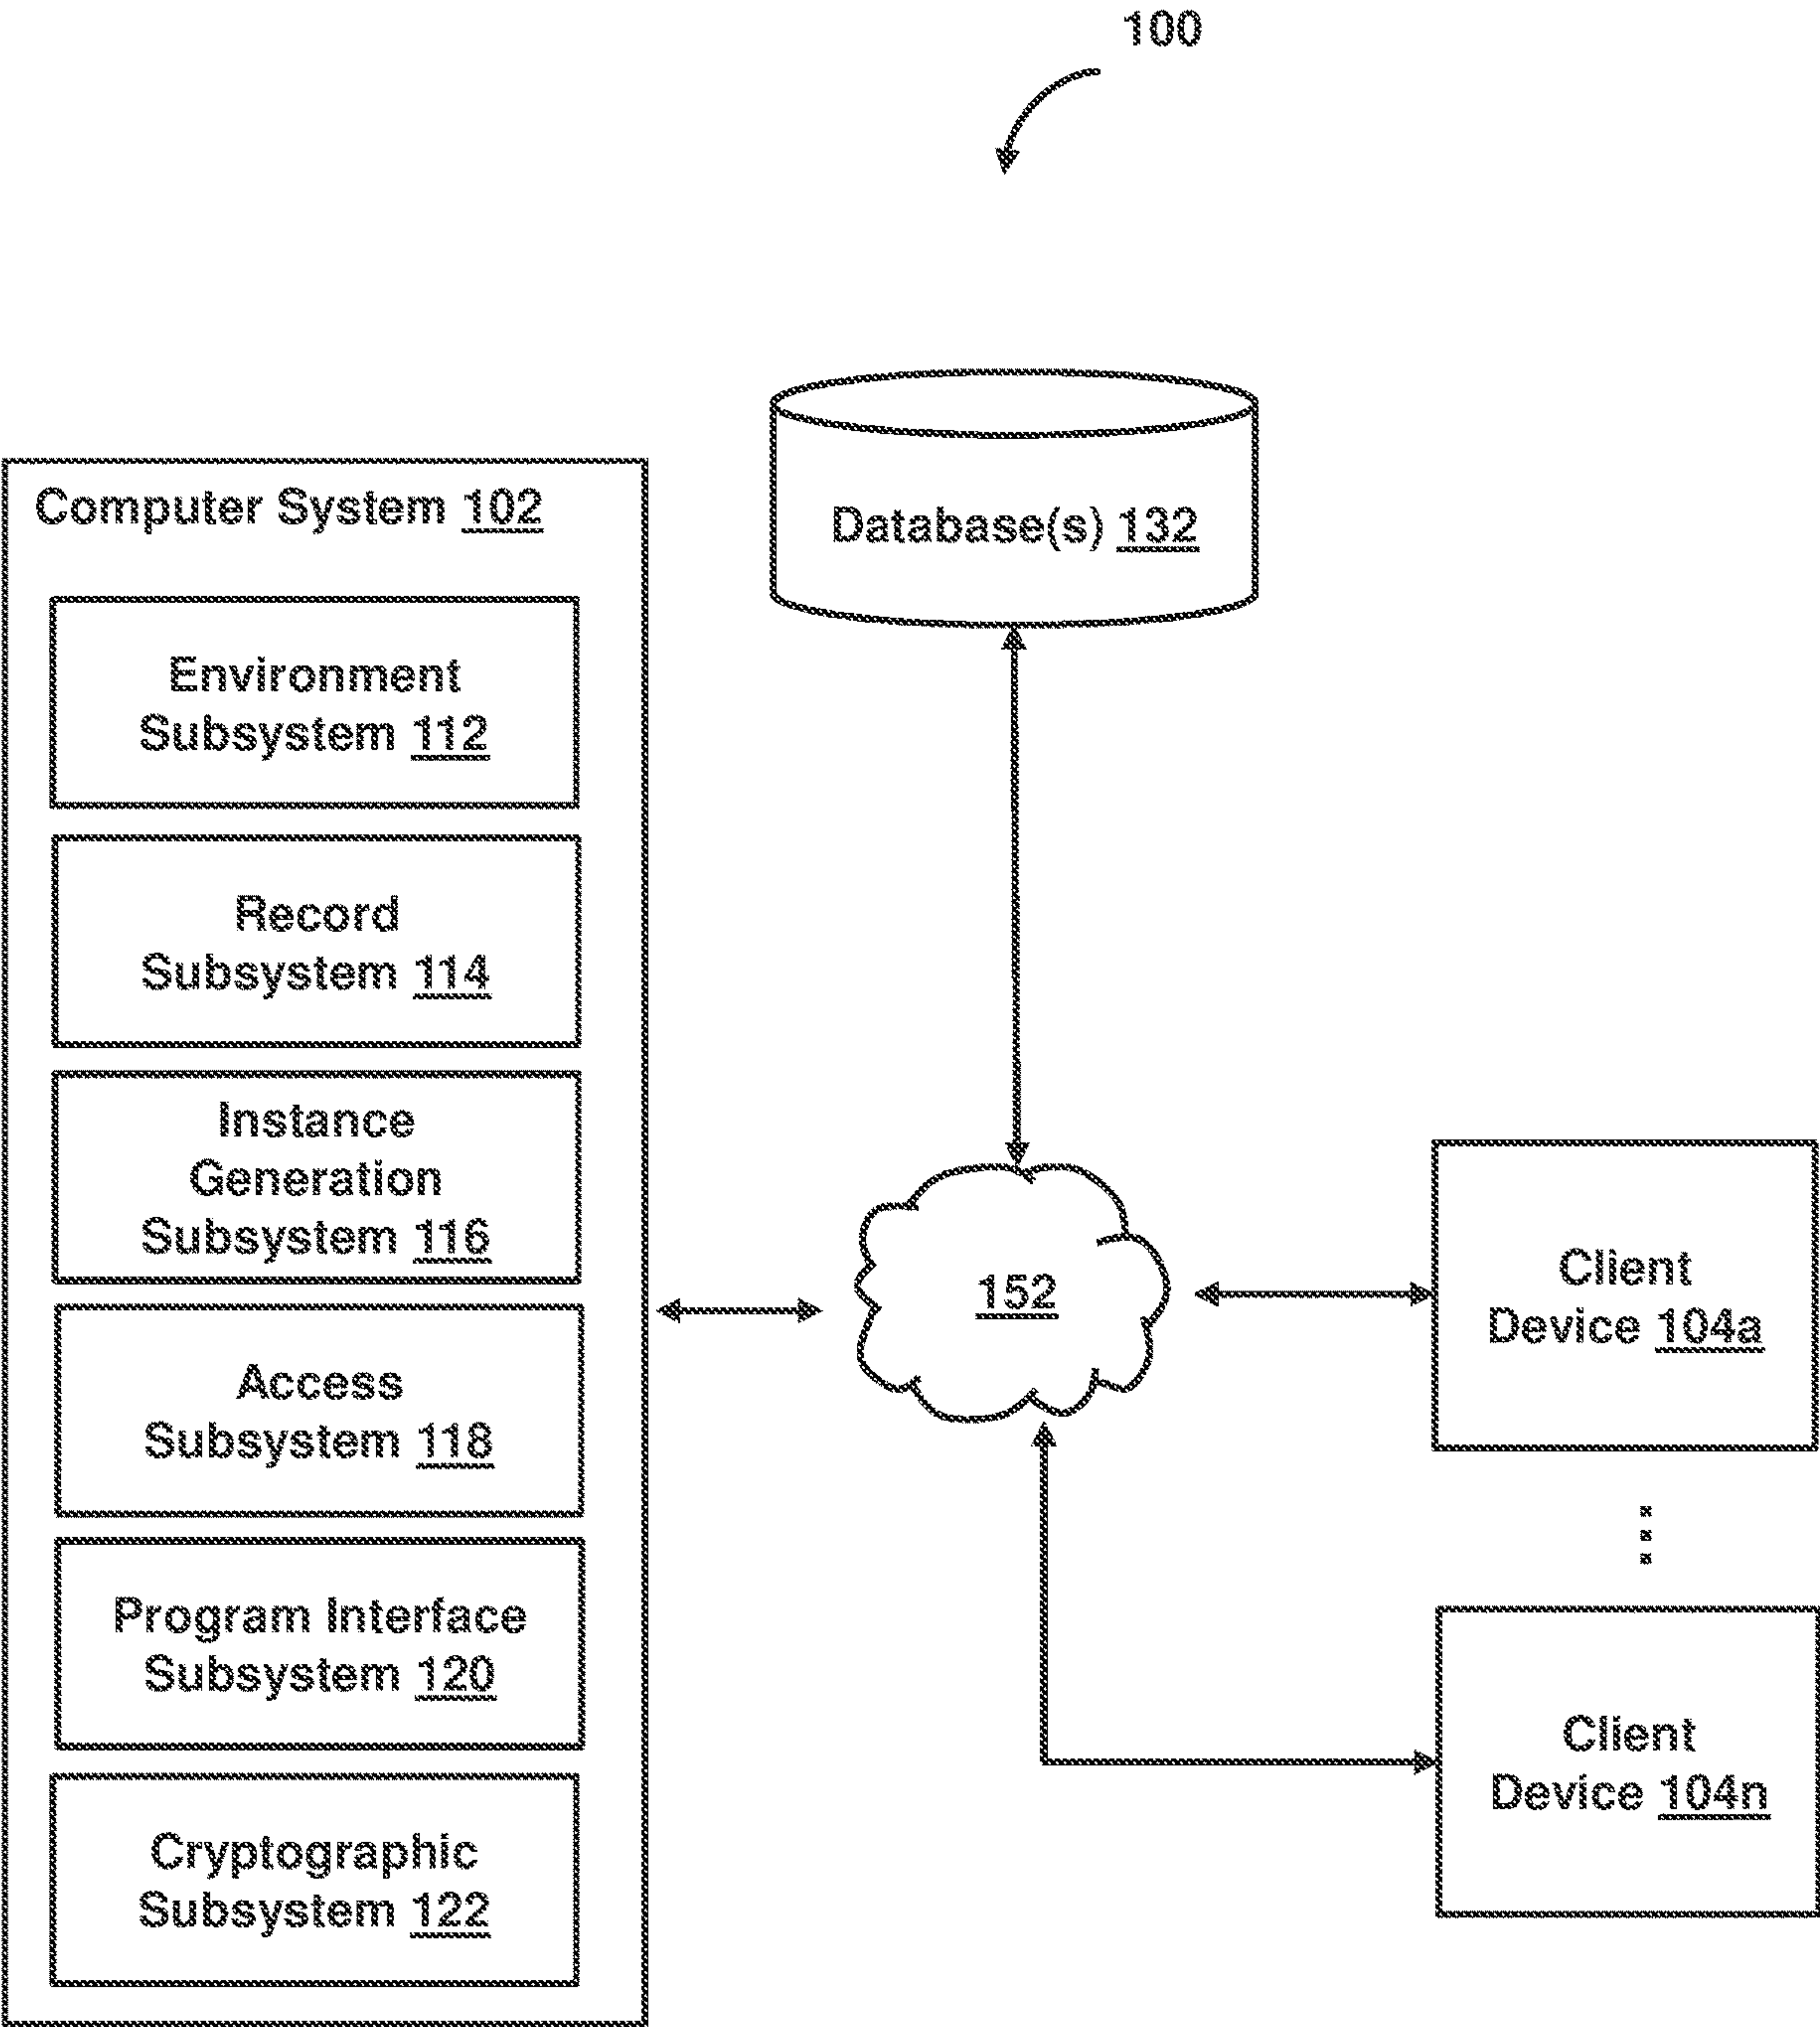 100
Computer System 102
Environment
Subsystem 112
Record
Subsystem 114
Instance
Generation
Subsystem 116
Access
Subsystem 118
Program Interface
Subsystem 120
Cryptographic
Subsystem 122
Database(s) 132
152
Client
Device 104a
Client
Device 104n